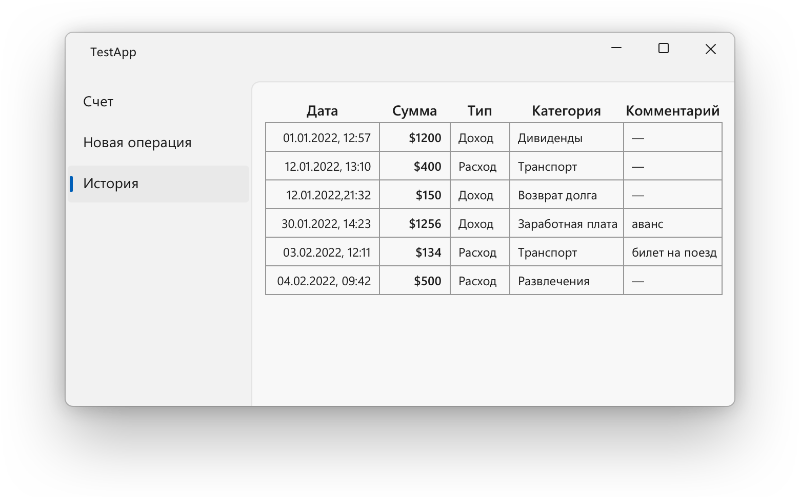 TestApp
Счет
Новая операция
История
Дата Сумма Тип Категория Комментарий
01.01.2022, 12:57 $1200 Доход Дивиденды —
12.01.2022, 13:10 $400 Расход Транспорт —
12.01.2022,21:32 $150 Доход Возврат долга —
30.01.2022, 14:23 $1256 Доход Заработная плата аванс
03.02.2022, 12:11 $134 Расход Транспорт билет на поезд
04.02.2022, 09:42 $500 Расход Развлечения —